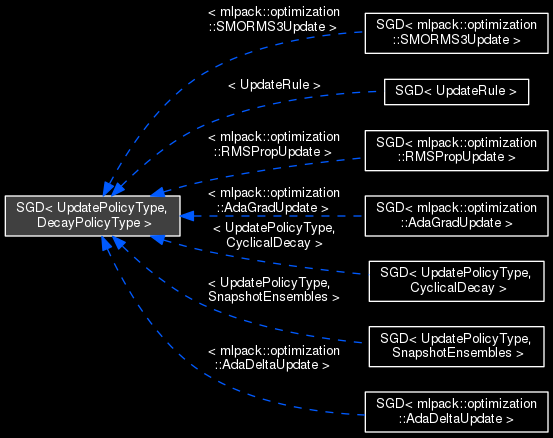 < mlpack::optimization
::SMORMS3Update >
SGD< mlpack::optimization
::SMORMS3Update >
< UpdateRule >
SGD< UpdateRule >
< mlpack::optimization
::RMSPropUpdate >
SGD< mlpack::optimization
::RMSPropUpdate >
SGD< UpdatePolicyType,
DecayPolicyType >
< mlpack::optimization
::AdaGradUpdate >
SGD< mlpack::optimization
::AdaGradUpdate >
< UpdatePolicyType,
CyclicalDecay >
SGD< UpdatePolicyType,
CyclicalDecay >
< UpdatePolicyType,
SnapshotEnsembles >
SGD< UpdatePolicyType,
SnapshotEnsembles >
< mlpack::optimization
::AdaDeltaUpdate >
SGD< mlpack::optimization
::AdaDeltaUpdate >